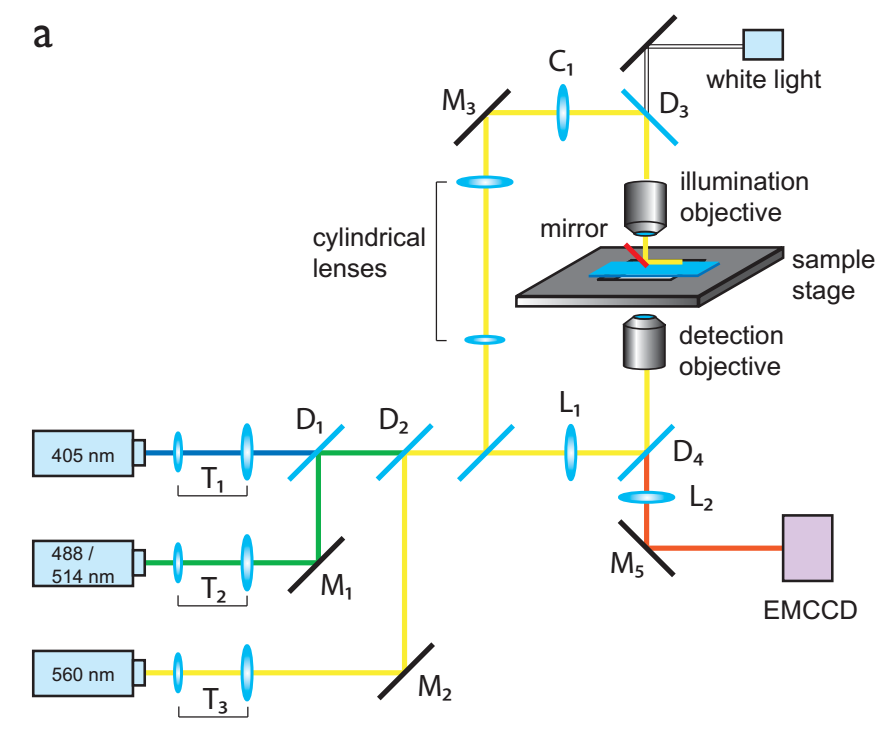 a
white light
C₁
M₃
D₃
illumination
objective
mirror
cylindrical
lenses
sample
stage
detection
objective
L₁
D₁
D₂
D₄
405 nm
T₁
L₂
488 /
514 nm
T₂
M₁
M₅
EMCCD
560 nm
T₃
M₂